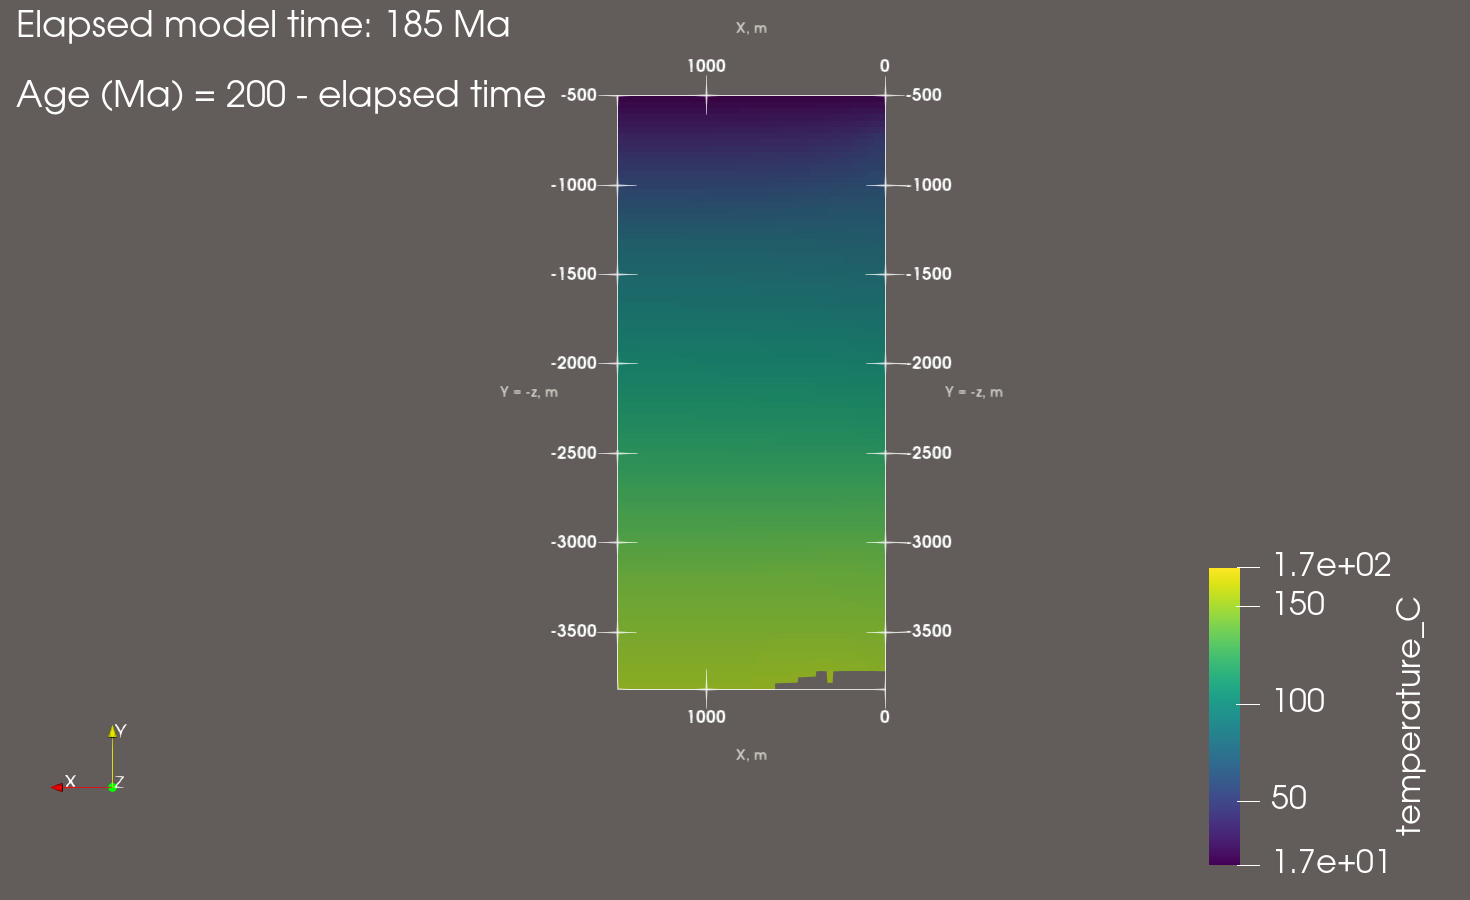 Elapsed model time: 185 Ma
Age (Ma) = 200 - elapsed time
X, m
1000 0
-500 -500
-1000 -1000
-1500 -1500
-2000 -2000
Y = -z, m Y = -z, m
-2500 -2500
-3000 -3000
-3500 -3500
1000 0
X, m
1.7e+02
150
100
50
1.7e+01
temperature_C
Y
X Z